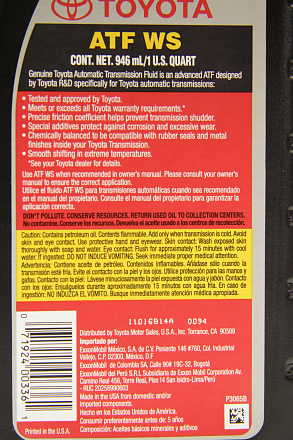 TOYOTA
ATF WS
CONT. NET. 946 mL/1 U.S. QUART
Genuine Toyota Automatic Transmission Fluid is an advanced ATF designed
by Toyota R&D specifically for Toyota automatic transmissions:
• Tested and approved by Toyota.
• Meets or exceeds all Toyota warranty requirements.*
• Precise friction coefficient helps prevent transmission shudder.
• Special additives protect against corrosion and excessive wear.
• Chemically balanced to be compatible with rubber seals and metal
finishes inside your Toyota Transmission.
• Smooth shifting in extreme temperatures.
*See your Toyota dealer for details.
Use ATF WS when recommended in owner's manual. Please consult your owner's
manual to ensure the correct application.
Utilice el fluido ATF WS para transmisiones automáticas cuando sea recomendado
en el manual del propietario. Consulte el manual del propietario para garantizar la
aplicación correcta.
DON'T POLLUTE. CONSERVE RESOURCES. RETURN USED OIL TO COLLECTION CENTERS.
No contamine. Conserve los recursos. Devuelva el aceite usado a los centros de recolección.
Caution: Contains petroleum oil. Contents flammable. Add only when transmission is cold. Avoid
skin and eye contact. Use protective hand and eyewear. Skin contact: Wash exposed skin
thoroughly with soap and water. Eye contact: Flush for approximately 15 minutes with cool
water. If ingested: DO NOT INDUCE VOMITING. Seek immediate proper medical attention.
Advertencia: Contiene aceite de petróleo. Contenidos inflamables. Añádase sólo cuando la
transmisión esté fría. Evite el contacto con la piel y los ojos. Utilice protección para las manos y
gafas. Contacto con la piel: Lávese minuciosamente la piel expuesta con agua y jabón. Contacto
con los ojos: Enjuáguelos durante aproximadamente 15 minutos con agua fría. En caso de
ingestión: NO INDUZCA EL VÓMITO. Busque inmediatamente atención médica apropiada.
0094
Distributed by Toyota Motor Sales, U.S.A., Inc. Torrance, CA 90509
Importado por:
ExxonMobil México, S.A. de C.V. Poniente 146 #760, Col. Industrial
Vallejo, C.P. 02300, México, D.F
ExxonMobil de Colombia SA, Calle 90# 19C-32, Bogotá
ExxonMobil del Perú S.R.L. Subsidiaria de Exxon Mobil Corporation Av.
Camino Real 456, Torre Real, Piso 14 San Isidro-Lima/Perú
- RUC 20258990603
Made in the USA from domestic and/or
imported components.
Hecho en los Estados Unidos de América.
Consumir preferentemente antes de: 5 años
Composición: Aceites básicos minerales y aditivos
P3065B
Printed in the U.S.A.